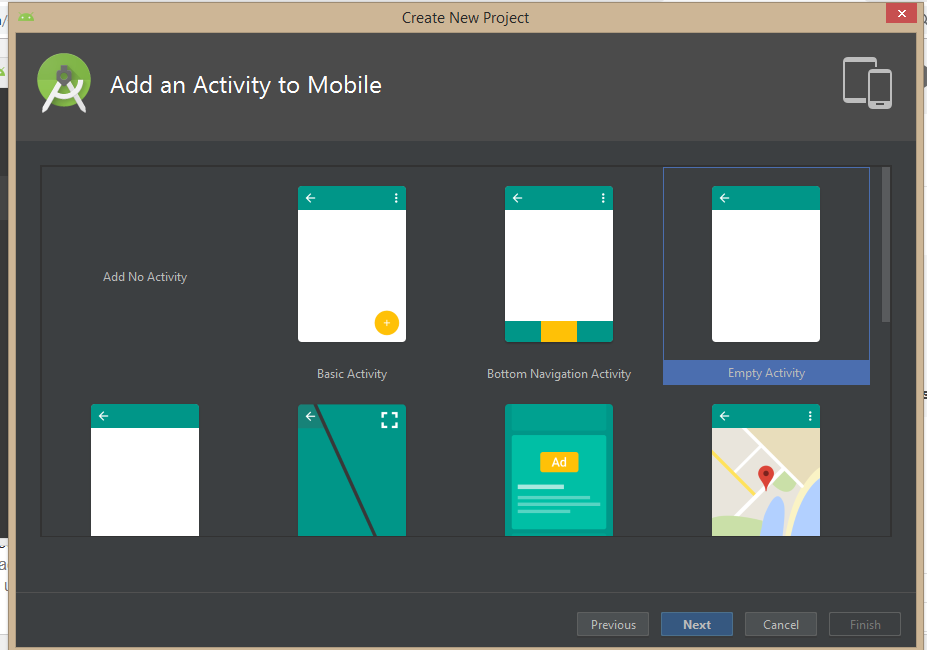 Create New Project
Add an Activity to Mobile
Add No Activity
Basic Activity
Bottom Navigation Activity
Empty Activity
Ad
Previous
Next
Cancel
Finish